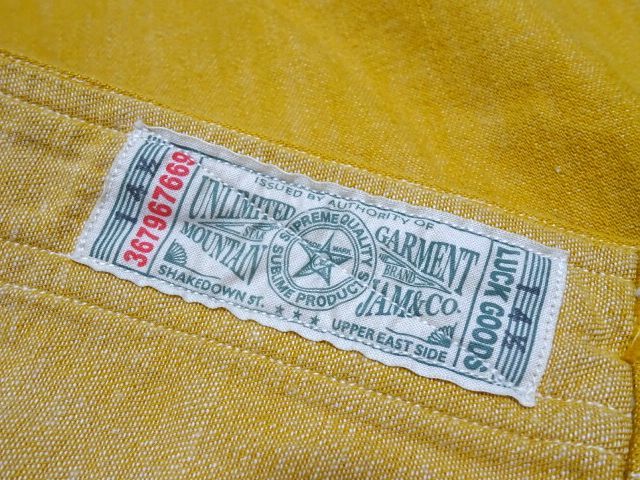 367967669
ISSUED BY AUTHORITY OF
UNLIMITED
GARMENT
SUPREME QUALITY
SUBLIME PRODUCTS
MOUNTAIN
BRAND
JAM&CO.
SHAKEDOWN ST.
UPPER EAST SIDE
LUCK GOODS